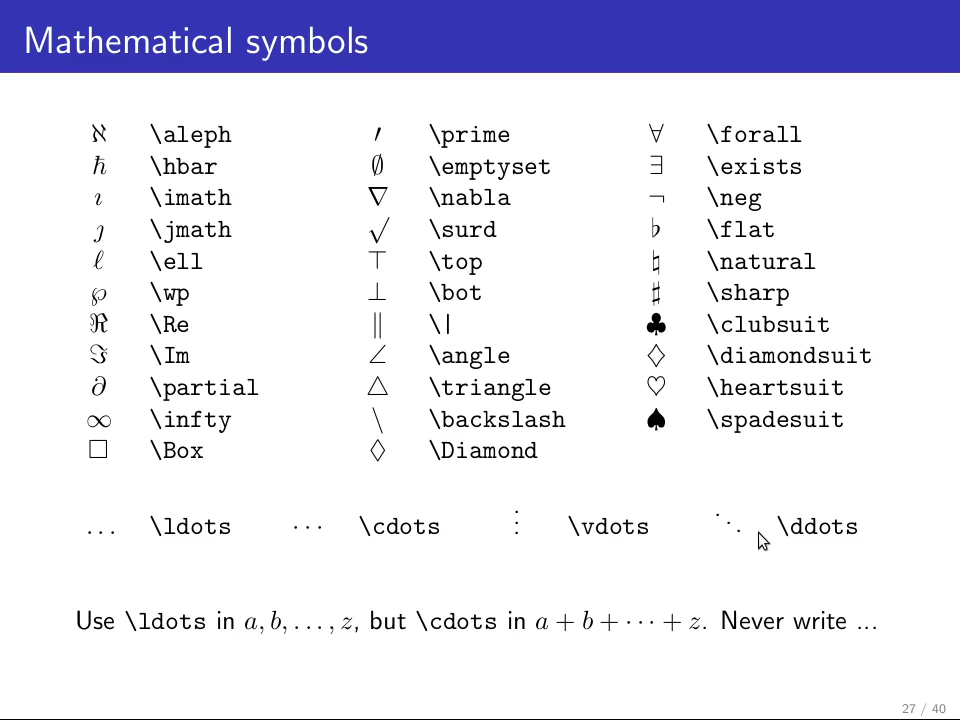 Mathematical symbols
ℵ \aleph ′ \prime ∀ \forall
ℏ \hbar ∅ \emptyset ∃ \exists
ı \imath ∇ \nabla ¬ \neg
ȷ \jmath √ \surd ♭ \flat
ℓ \ell ⊤ \top ♮ \natural
℘ \wp ⊥ \bot ♯ \sharp
ℜ \Re ∥ \| ♣ \clubsuit
ℑ \Im ∠ \angle ♢ \diamondsuit
∂ \partial △ \triangle ♡ \heartsuit
∞ \infty \ \backslash ♠ \spadesuit
□ \Box ◇ \Diamond
… \ldots ⋯ \cdots ⋮ \vdots ⋱ \ddots
Use \ldots in a, b, …, z, but \cdots in a + b + ⋯ + z. Never write ...
27 / 40